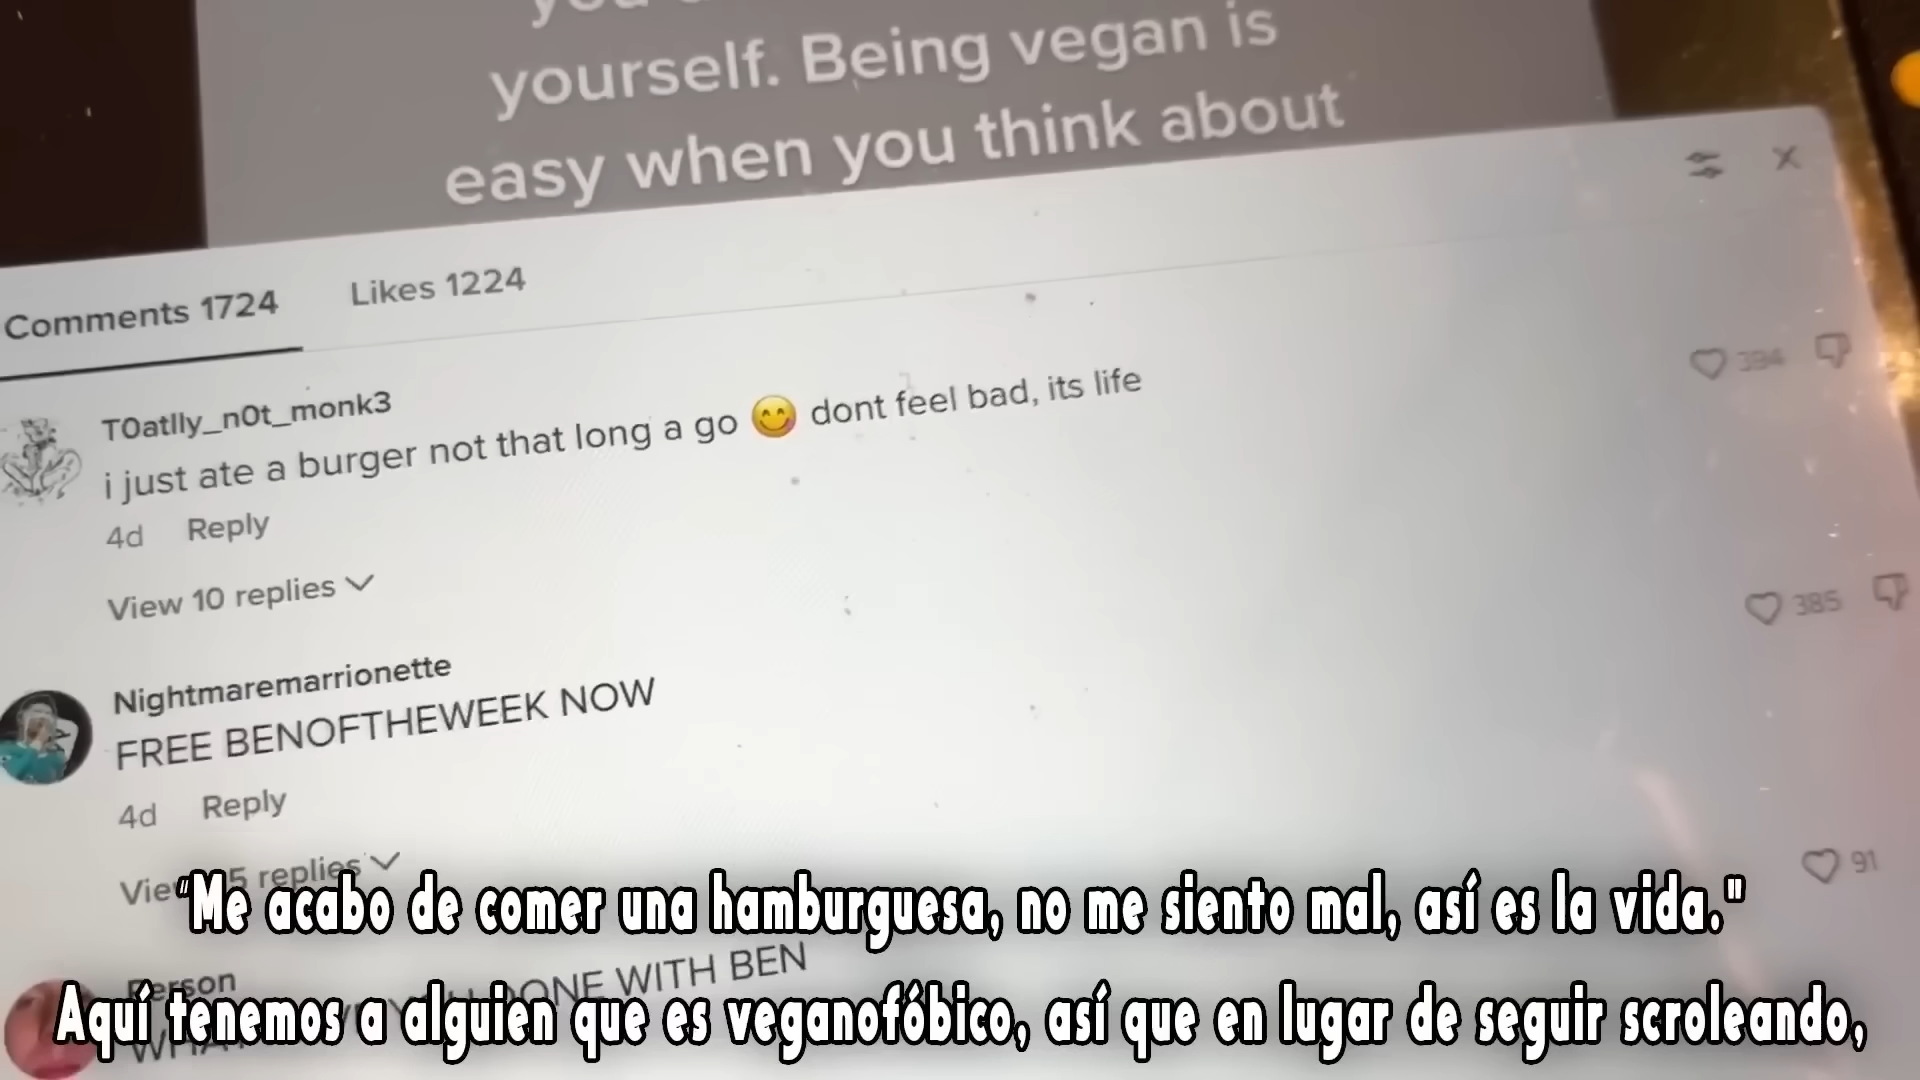 yourself. Being vegan is
easy when you think about
Comments 1724 Likes 1224
T0atlly_n0t_monk3
i just ate a burger not that long a go 😋 dont feel bad, its life
394
4d Reply
View 10 replies
Nightmaremarrionette
FREE BENOFTHEWEEK NOW
385
4d Reply
5 replies
91
"Me acabo de comer una hamburguesa, no me siento mal, así es la vida."
Person
DONE WITH BEN
Aquí tenemos a alguien que es veganofóbico, así que en lugar de seguir scroleando,